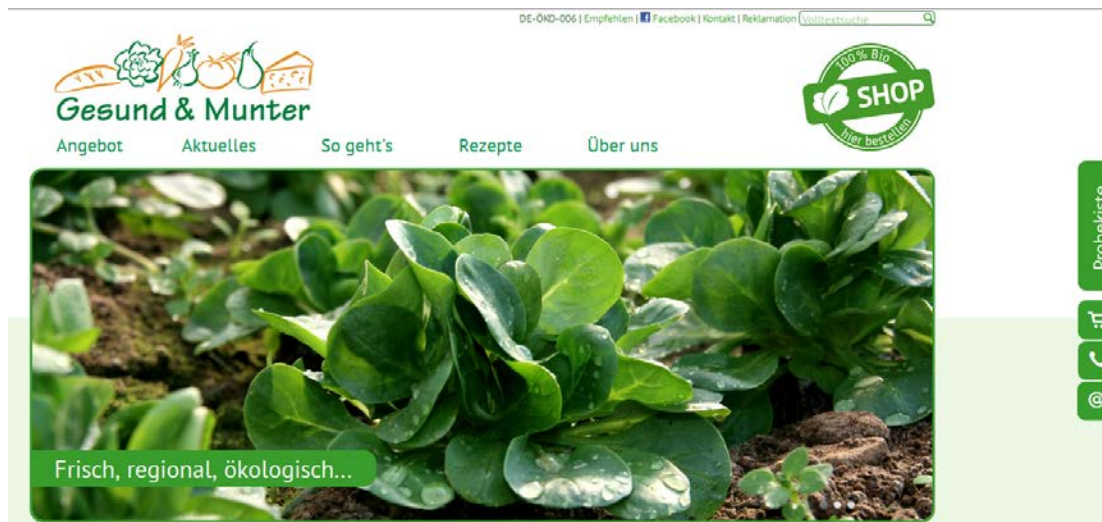 DE-ÖKO-006 | Empfehlen | Facebook | Kontakt | Reklamation Volltextsuche
Gesund & Munter
100% Bio
SHOP
hier bestellen
Angebot Aktuelles So geht's Rezepte Über uns
Probekiste
@
Frisch, regional, ökologisch...